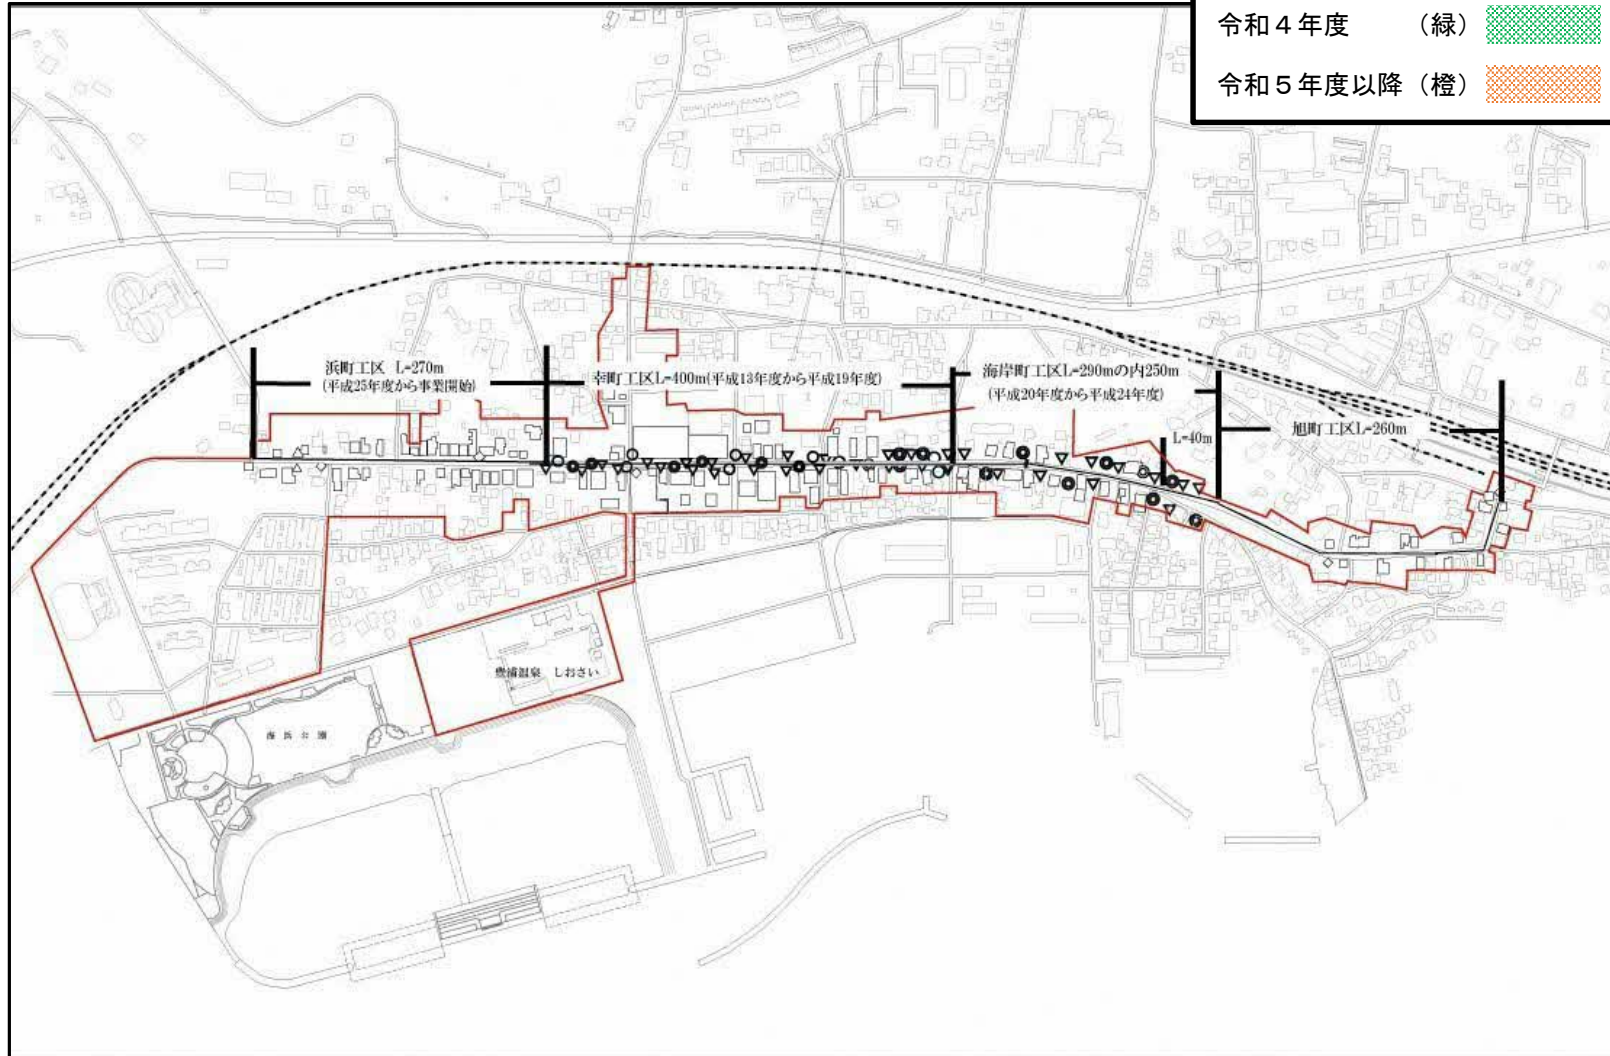 令和４年度　　（緑）
令和５年度以降（橙）
浜町工区 L=270m
(平成25年度から事業開始)
幸町工区L=400m(平成13年度から平成19年度)
海岸町工区L=290mの内250m
(平成20年度から平成24年度)
L=40m
旭町工区L=260m
豊浦温泉 しおさい
海浜公園